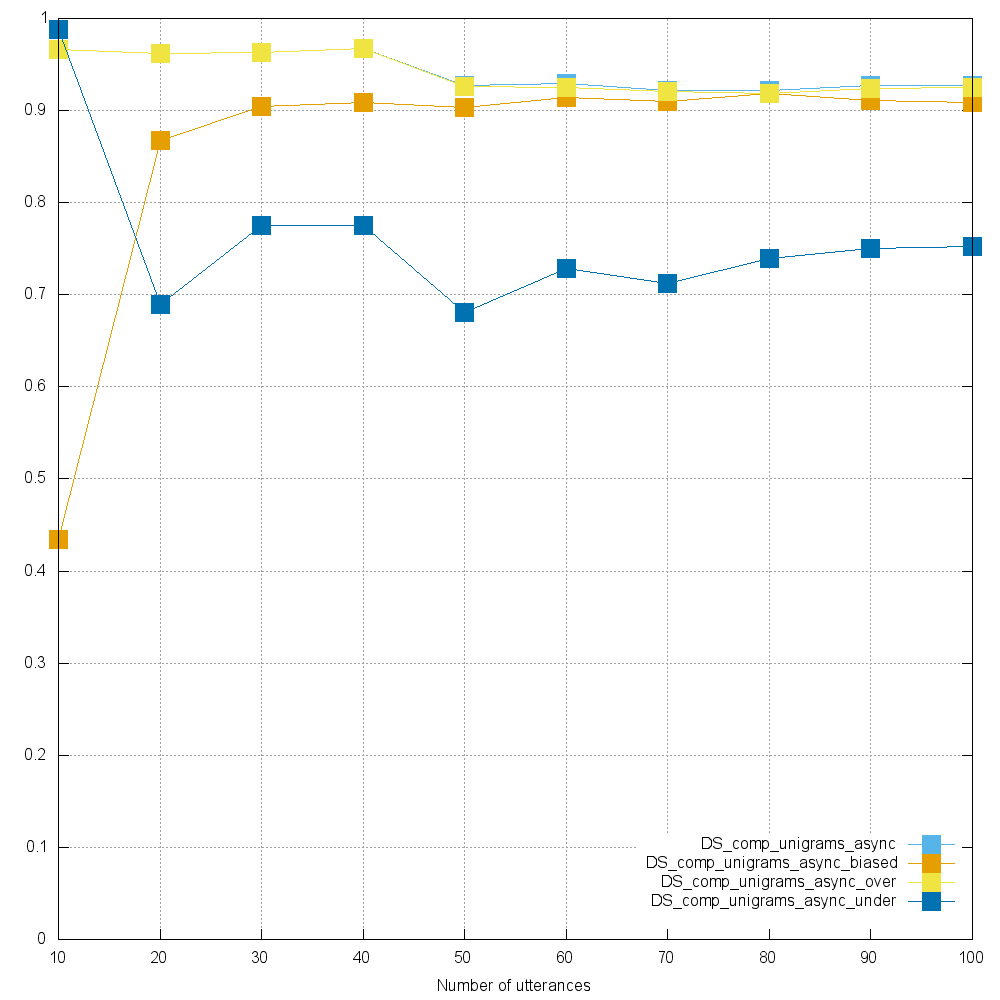 1
0.9
0.8
0.7
0.6
0.5
0.4
0.3
0.2
0.1
0
DS_comp_unigrams_async
DS_comp_unigrams_async_biased
DS_comp_unigrams_async_over
DS_comp_unigrams_async_under
10 20 30 40 50 60 70 80 90 100
Number of utterances